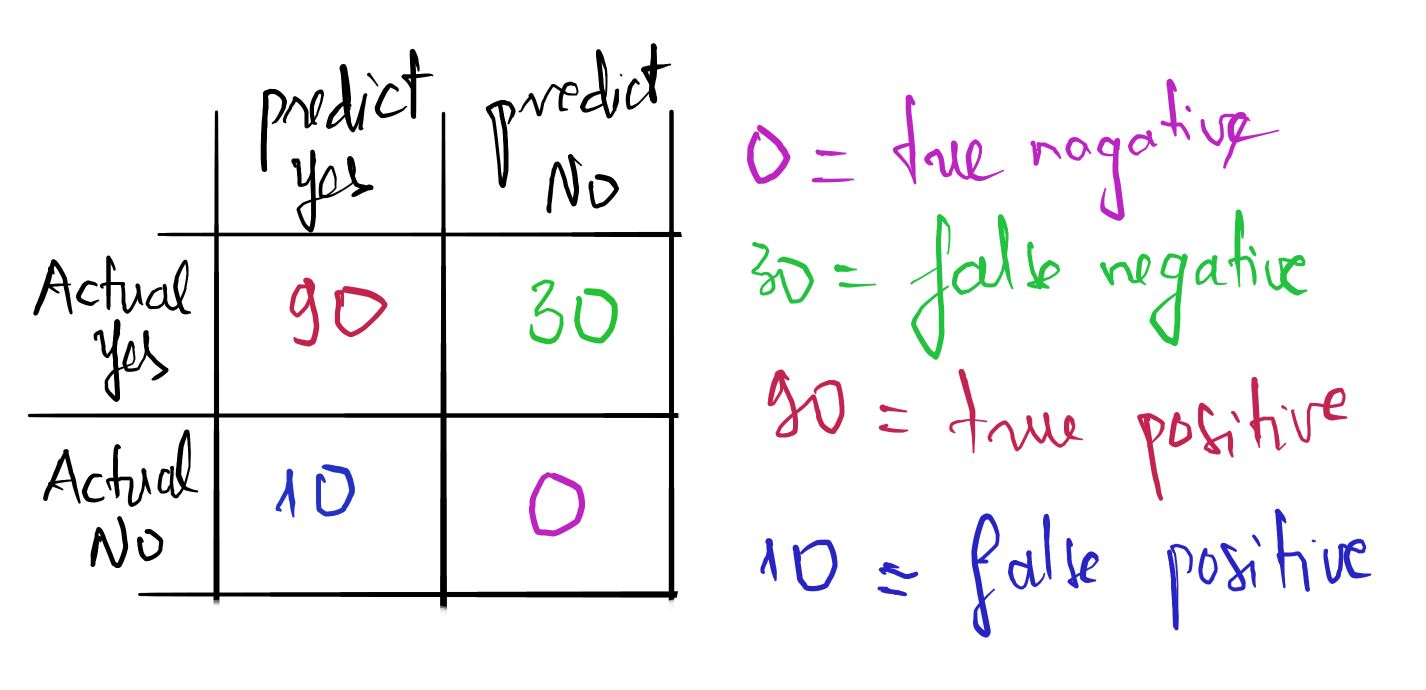 predict predict
yes No
Actual 90 30
Yes
Actual 10 0
No
0 = true nagative
30 = false negative
90 = true positive
10 = false positive